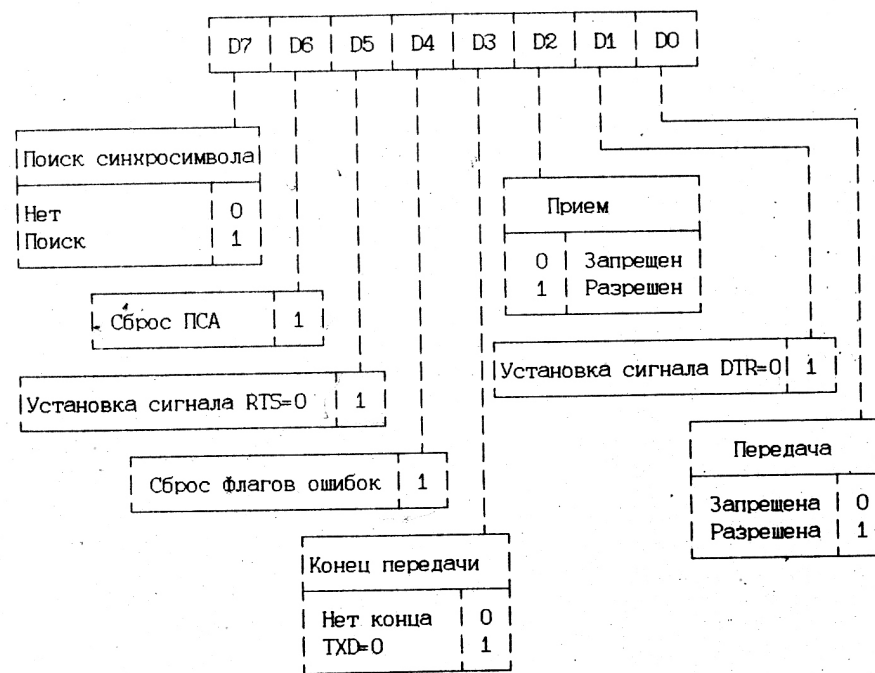 D7 D6 D5 D4 D3 D2 D1 D0
Поиск синхросимвола
Нет 0
Поиск 1
Прием
0 Запрещен
1 Разрешен
Сброс ПСА 1
Установка сигнала DTR=0 1
Установка сигнала RTS=0 1
Передача
Запрещена 0
Разрешена 1
Сброс Флагов ошибок 1
Конец передачи
Нет конца 0
TXD=0 1